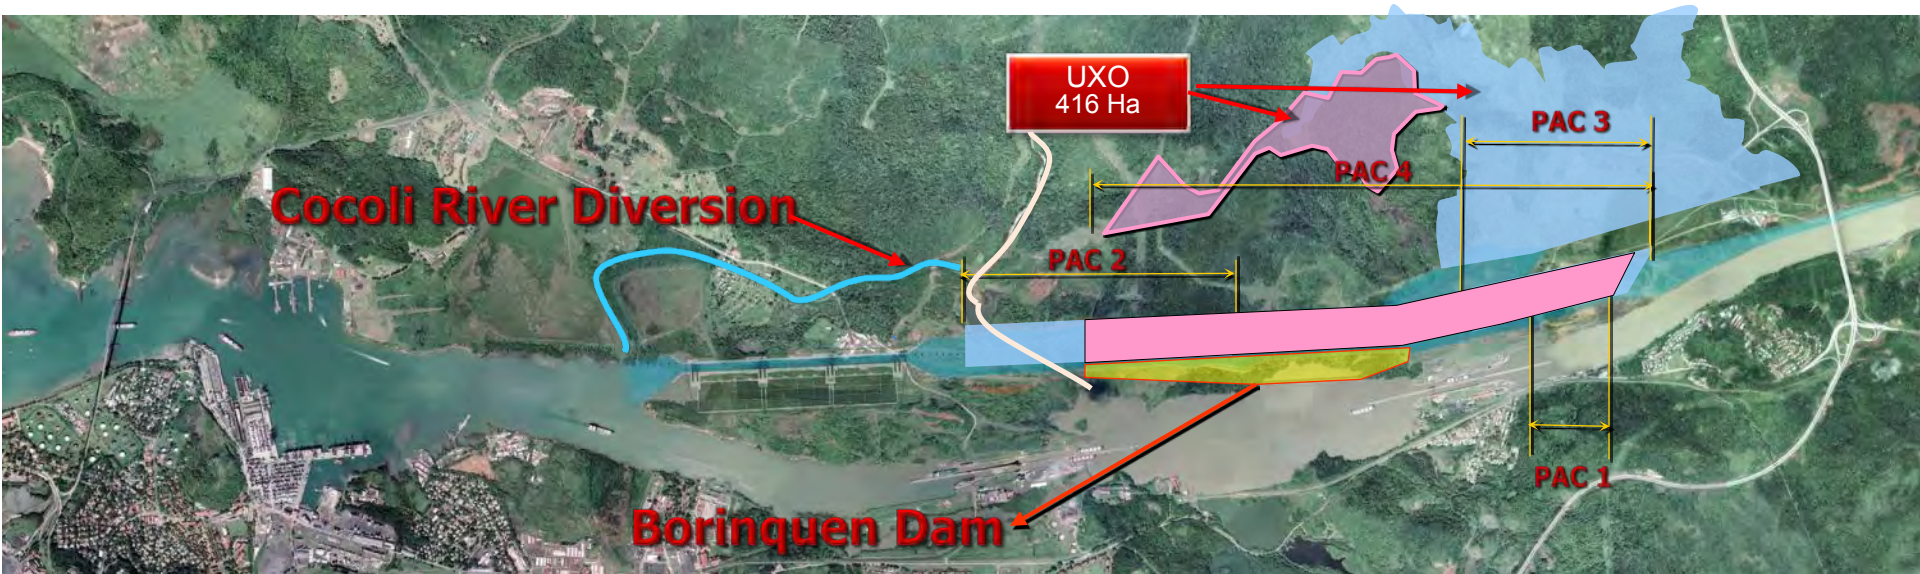 UXO
416 Ha
PAC 3
PAC 4
Cocoli River Diversion
PAC 2
PAC 1
Borinquen Dam